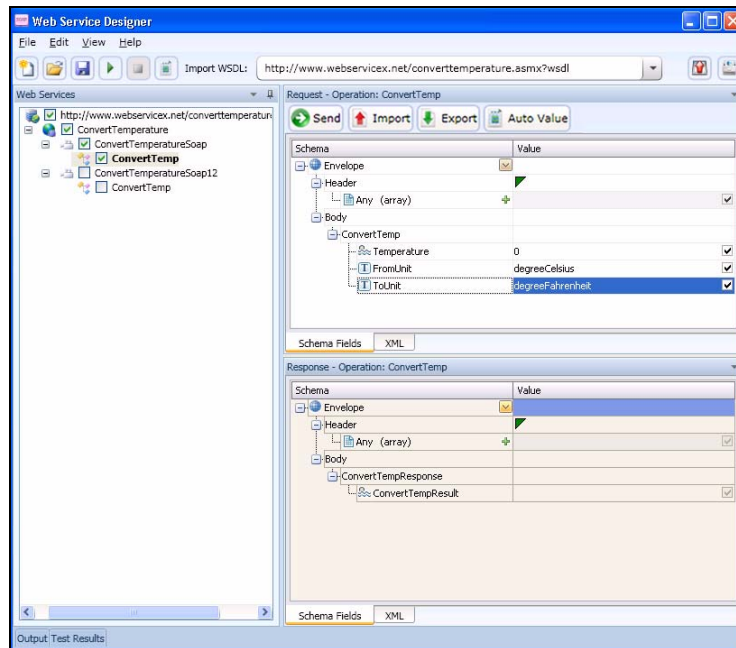 Web Service Designer
File Edit View Help
Import WSDL: http://www.webservicex.net/converttemperature.asmx?wsdl
Web Services
http://www.webservicex.net/converttemperatur
ConvertTemperature
ConvertTemperatureSoap
ConvertTemp
ConvertTemperatureSoap12
ConvertTemp
Request - Operation: ConvertTemp
Send Import Export Auto Value
Schema Value
Envelope
Header
Any (array)
Body
ConvertTemp
Temperature 0
FromUnit degreeCelsius
ToUnit degreeFahrenheit
Schema Fields XML
Response - Operation: ConvertTemp
Schema Value
Envelope
Header
Any (array)
Body
ConvertTempResponse
ConvertTempResult
Schema Fields XML
Output Test Results